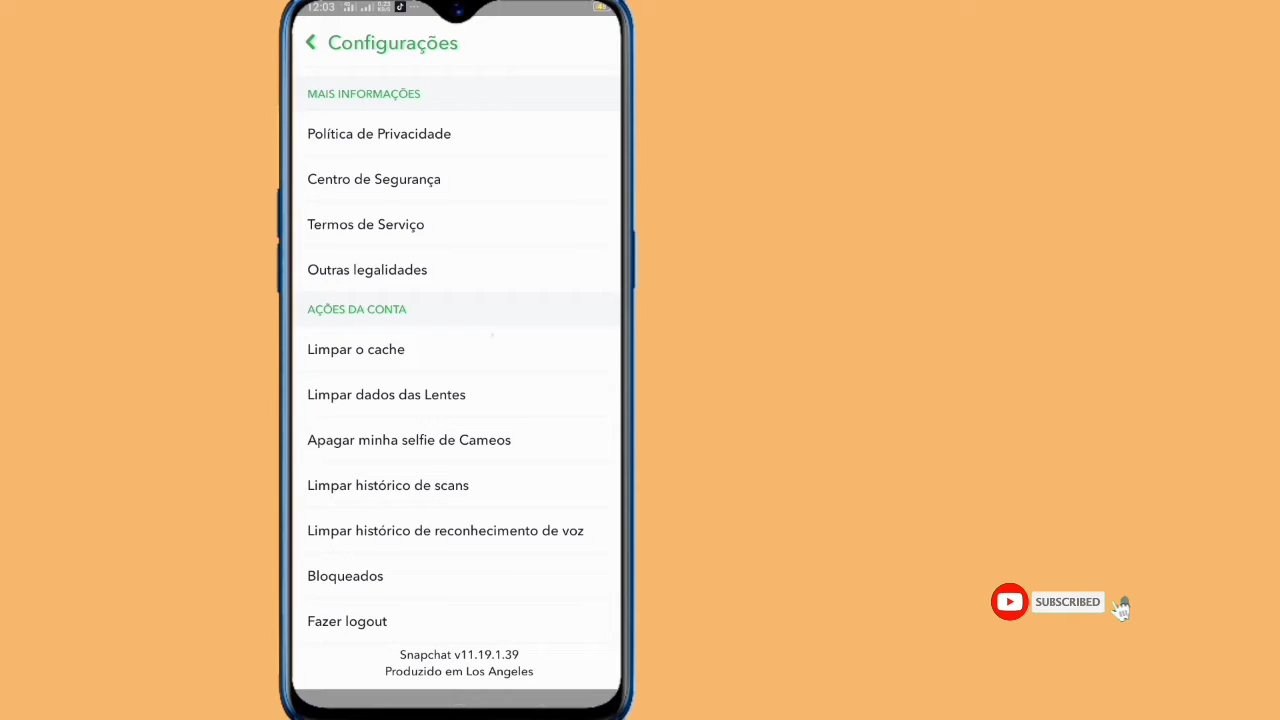 12:03
Configurações
MAIS INFORMAÇÕES
Política de Privacidade
Centro de Segurança
Termos de Serviço
Outras legalidades
AÇÕES DA CONTA
Limpar o cache
Limpar dados das Lentes
Apagar minha selfie de Cameos
Limpar histórico de scans
Limpar histórico de reconhecimento de voz
Bloqueados
Fazer logout
Snapchat v11.19.1.39
Produzido em Los Angeles
SUBSCRIBED